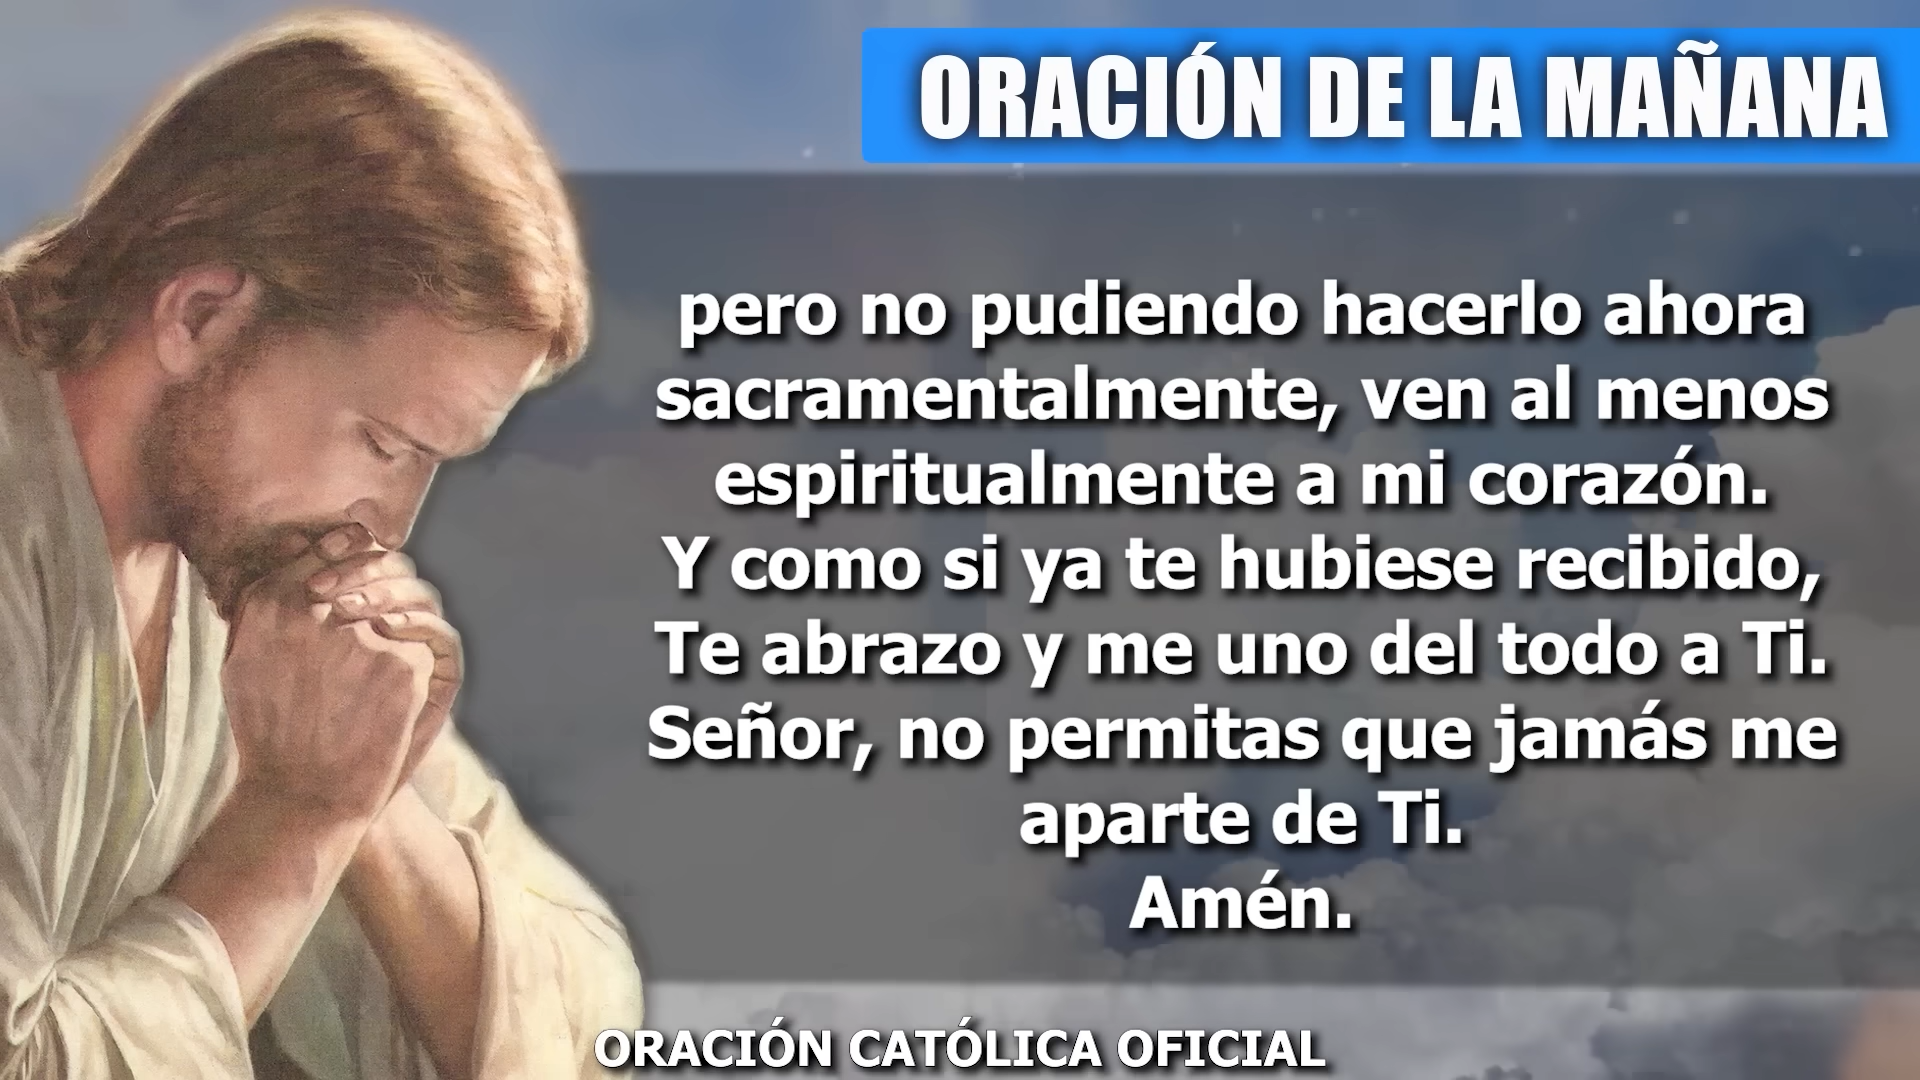 ORACIÓN DE LA MAÑANA
pero no pudiendo hacerlo ahora
sacramentalmente, ven al menos
espiritualmente a mi corazón.
Y como si ya te hubiese recibido,
Te abrazo y me uno del todo a Ti.
Señor, no permitas que jamás me
aparte de Ti.
Amén.
ORACIÓN CATÓLICA OFICIAL